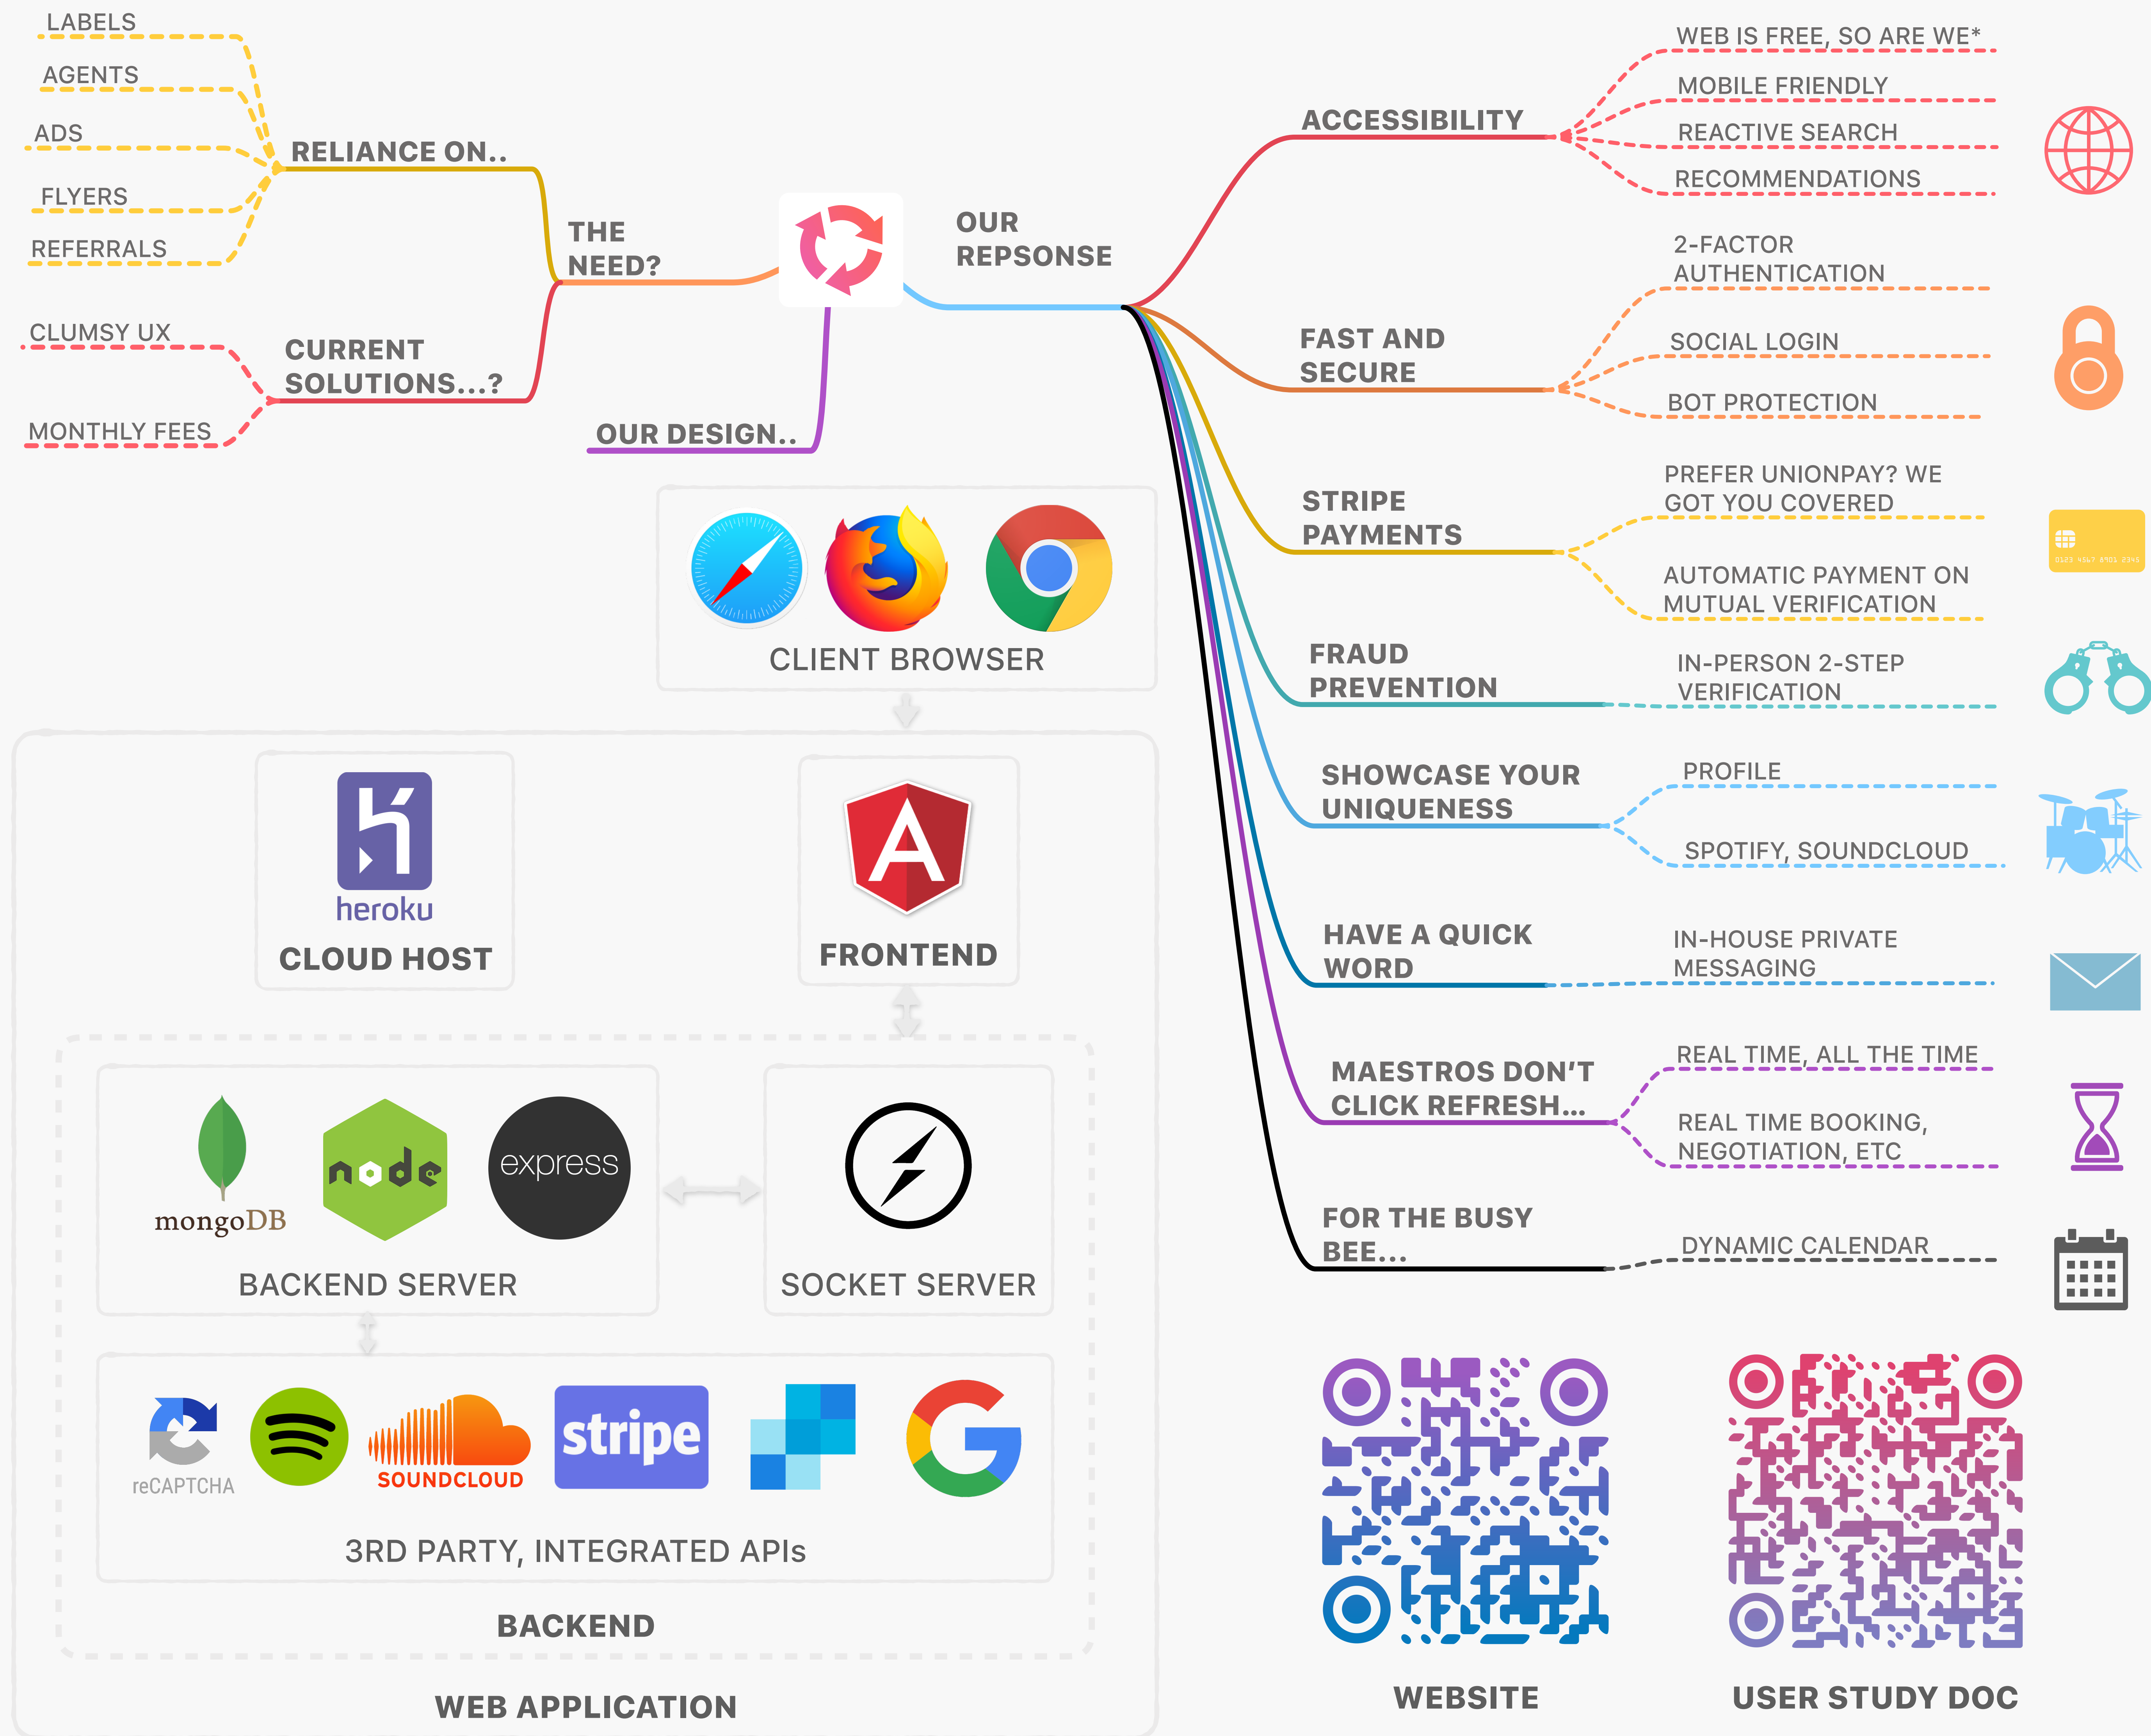 LABELS
AGENTS
ADS
FLYERS
REFERRALS
RELIANCE ON..
CLUMSY UX
MONTHLY FEES
CURRENT
SOLUTIONS...?
THE
NEED?
OUR DESIGN..
OUR
REPSONSE
ACCESSIBILITY
WEB IS FREE, SO ARE WE*
MOBILE FRIENDLY
REACTIVE SEARCH
RECOMMENDATIONS
FAST AND
SECURE
2-FACTOR
AUTHENTICATION
SOCIAL LOGIN
BOT PROTECTION
STRIPE
PAYMENTS
PREFER UNIONPAY? WE
GOT YOU COVERED
AUTOMATIC PAYMENT ON
MUTUAL VERIFICATION
0123 4567 8901 2345
FRAUD
PREVENTION
IN-PERSON 2-STEP
VERIFICATION
SHOWCASE YOUR
UNIQUENESS
PROFILE
SPOTIFY, SOUNDCLOUD
HAVE A QUICK
WORD
IN-HOUSE PRIVATE
MESSAGING
MAESTROS DON'T
CLICK REFRESH...
REAL TIME, ALL THE TIME
REAL TIME BOOKING,
NEGOTIATION, ETC
FOR THE BUSY
BEE...
DYNAMIC CALENDAR
CLIENT BROWSER
heroku
CLOUD HOST
FRONTEND
mongoDB
node
express
BACKEND SERVER
SOCKET SERVER
reCAPTCHA
SOUNDCLOUD
stripe
3RD PARTY, INTEGRATED APIs
BACKEND
WEB APPLICATION
WEBSITE
USER STUDY DOC